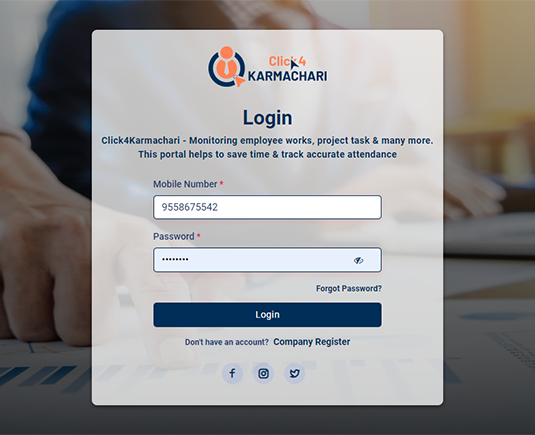 Click4
KARMACHARI
Login
Click4Karmachari - Monitoring employee works, project task & many more.
This portal helps to save time & track accurate attendance
Mobile Number *
9558675542
Password *
••••••••
Forgot Password?
Login
Don't have an account? Company Register